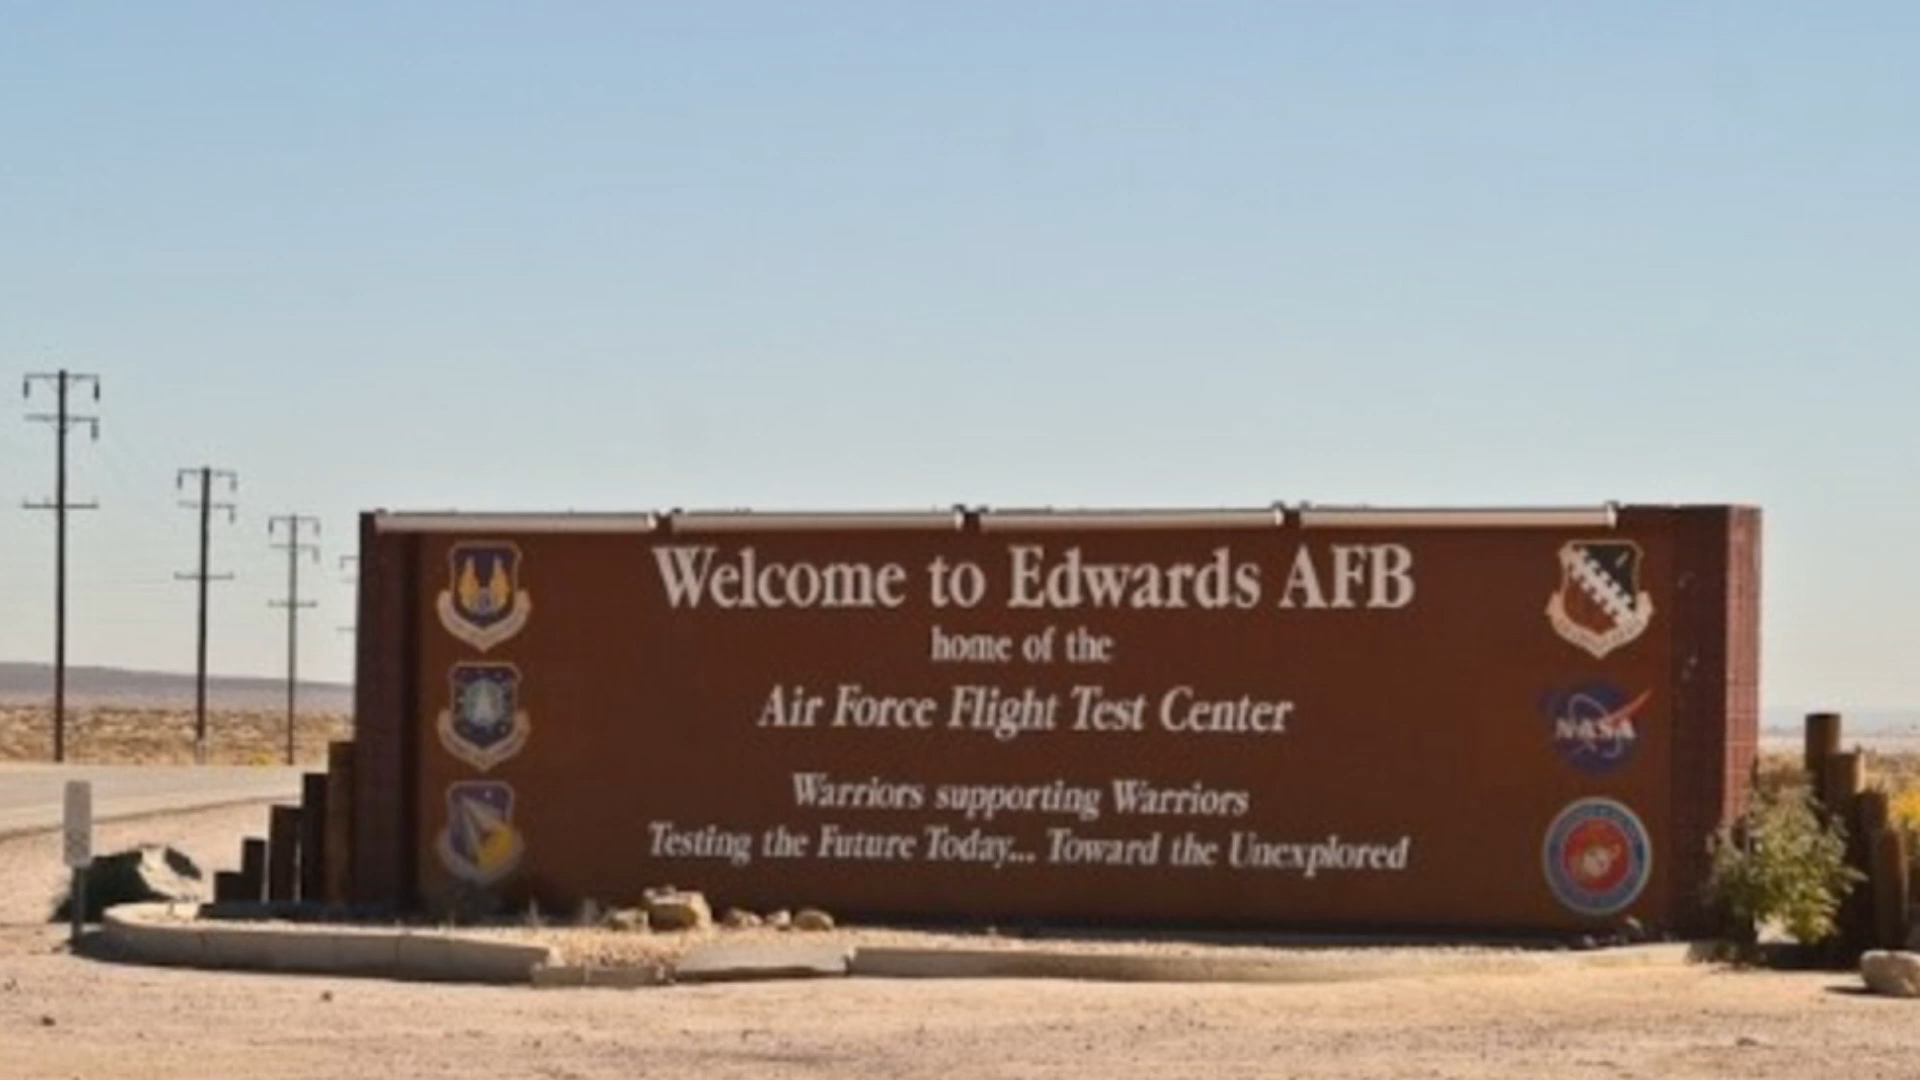 Welcome to Edwards AFB
home of the
Air Force Flight Test Center
Warriors supporting Warriors
Testing the Future Today... Toward the Unexplored
NASA